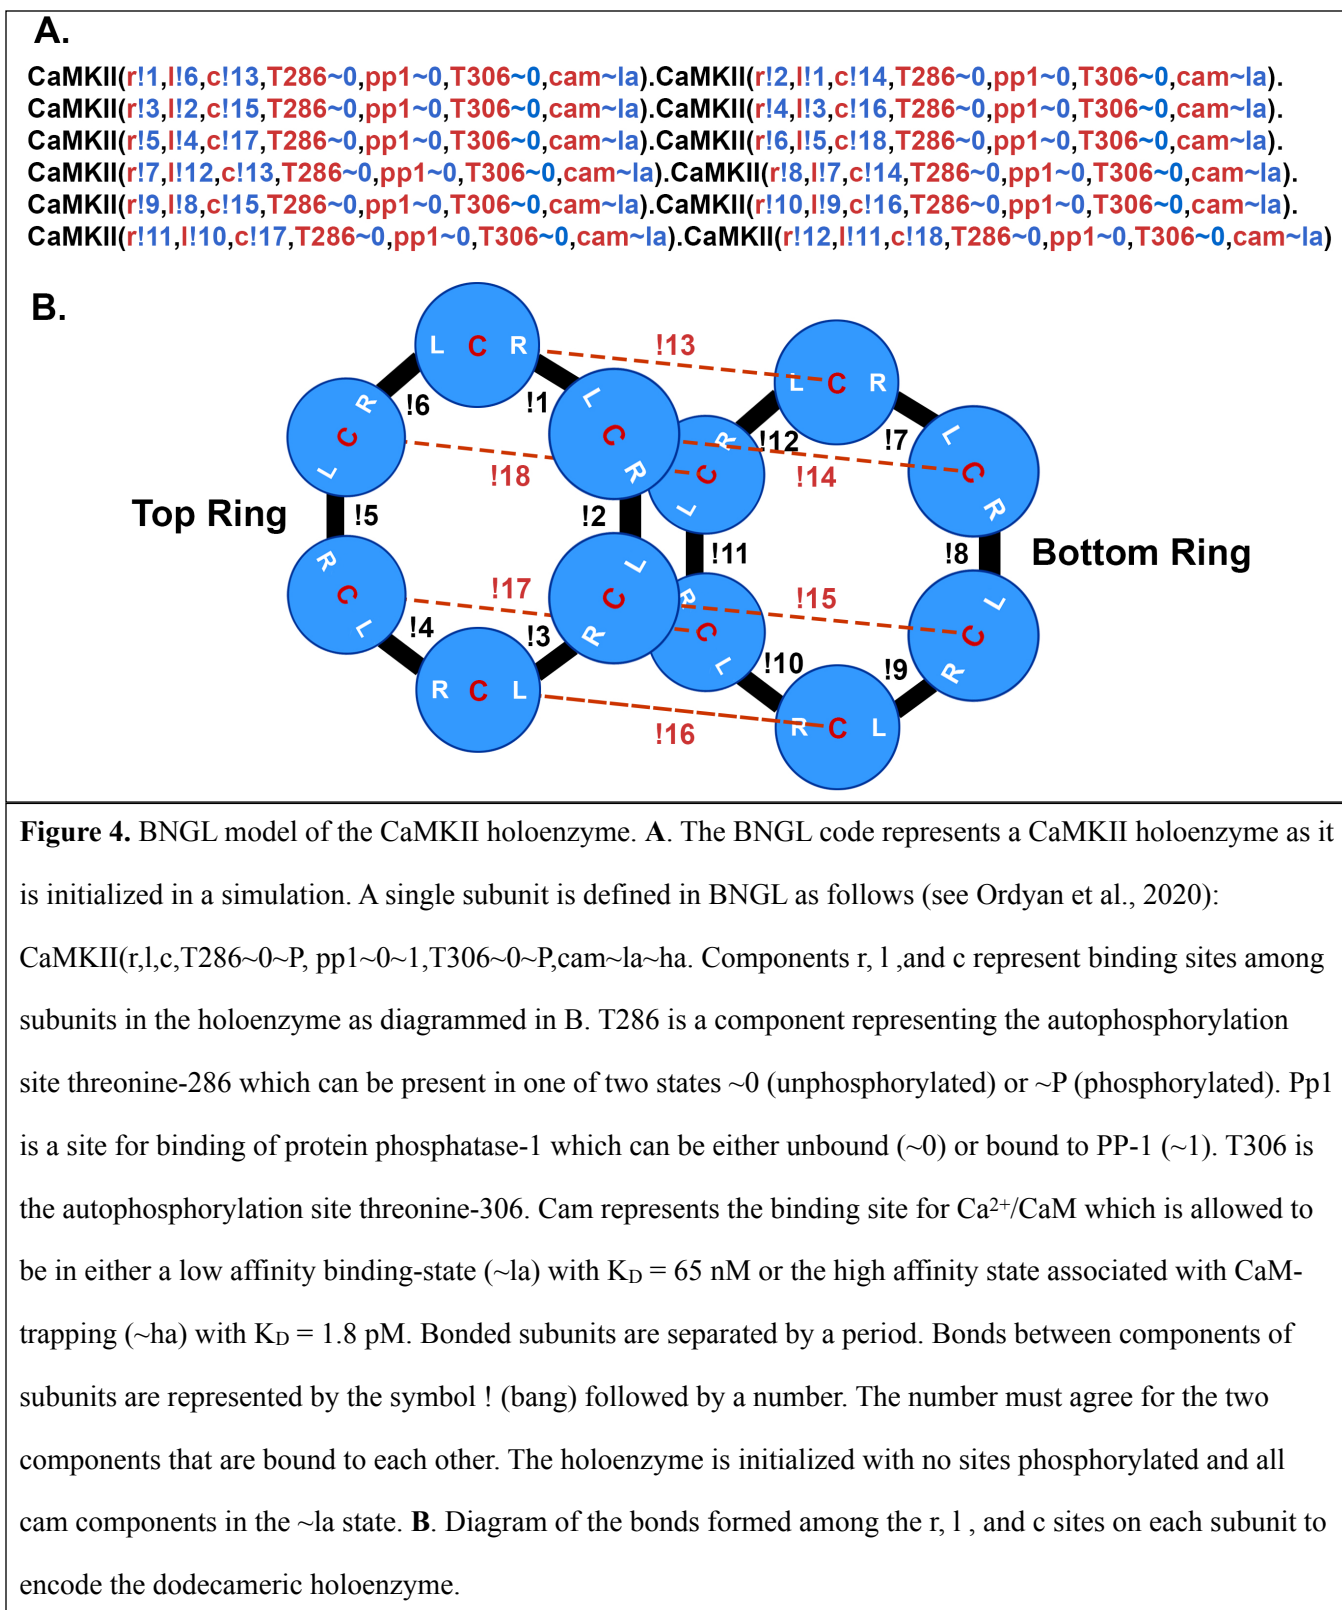 A.
CaMKII(r!1,l!6,c!13,T286~0,pp1~0,T306~0,cam~la).CaMKII(r!2,l!1,c!14,T286~0,pp1~0,T306~0,cam~la).
CaMKII(r!3,l!2,c!15,T286~0,pp1~0,T306~0,cam~la).CaMKII(r!4,l!3,c!16,T286~0,pp1~0,T306~0,cam~la).
CaMKII(r!5,l!4,c!17,T286~0,pp1~0,T306~0,cam~la).CaMKII(r!6,l!5,c!18,T286~0,pp1~0,T306~0,cam~la).
CaMKII(r!7,l!12,c!13,T286~0,pp1~0,T306~0,cam~la).CaMKII(r!8,l!7,c!14,T286~0,pp1~0,T306~0,cam~la).
CaMKII(r!9,l!8,c!15,T286~0,pp1~0,T306~0,cam~la).CaMKII(r!10,l!9,c!16,T286~0,pp1~0,T306~0,cam~la).
CaMKII(r!11,l!10,c!17,T286~0,pp1~0,T306~0,cam~la).CaMKII(r!12,l!11,c!18,T286~0,pp1~0,T306~0,cam~la)
B.
L C R
!13
L C R
!6
!1
R C L
L C R
!12
!7
L C R
R C L
!18
!14
L C R
Top Ring
!5
!2
!11
!8
Bottom Ring
R C L
!17
L C R
R C L
!15
L C R
!4
!3
!10
!9
R C L
!16
R C L
Figure 4. BNGL model of the CaMKII holoenzyme. A. The BNGL code represents a CaMKII holoenzyme as it
is initialized in a simulation. A single subunit is defined in BNGL as follows (see Ordyan et al., 2020):
CaMKII(r,l,c,T286~0~P, pp1~0~1,T306~0~P,cam~la~ha. Components r, l ,and c represent binding sites among
subunits in the holoenzyme as diagrammed in B. T286 is a component representing the autophosphorylation
site threonine-286 which can be present in one of two states ~0 (unphosphorylated) or ~P (phosphorylated). Pp1
is a site for binding of protein phosphatase-1 which can be either unbound (~0) or bound to PP-1 (~1). T306 is
the autophosphorylation site threonine-306. Cam represents the binding site for Ca²⁺/CaM which is allowed to
be in either a low affinity binding-state (~la) with K_D = 65 nM or the high affinity state associated with CaM-
trapping (~ha) with K_D = 1.8 pM. Bonded subunits are separated by a period. Bonds between components of
subunits are represented by the symbol ! (bang) followed by a number. The number must agree for the two
components that are bound to each other. The holoenzyme is initialized with no sites phosphorylated and all
cam components in the ~la state. B. Diagram of the bonds formed among the r, l , and c sites on each subunit to
encode the dodecameric holoenzyme.